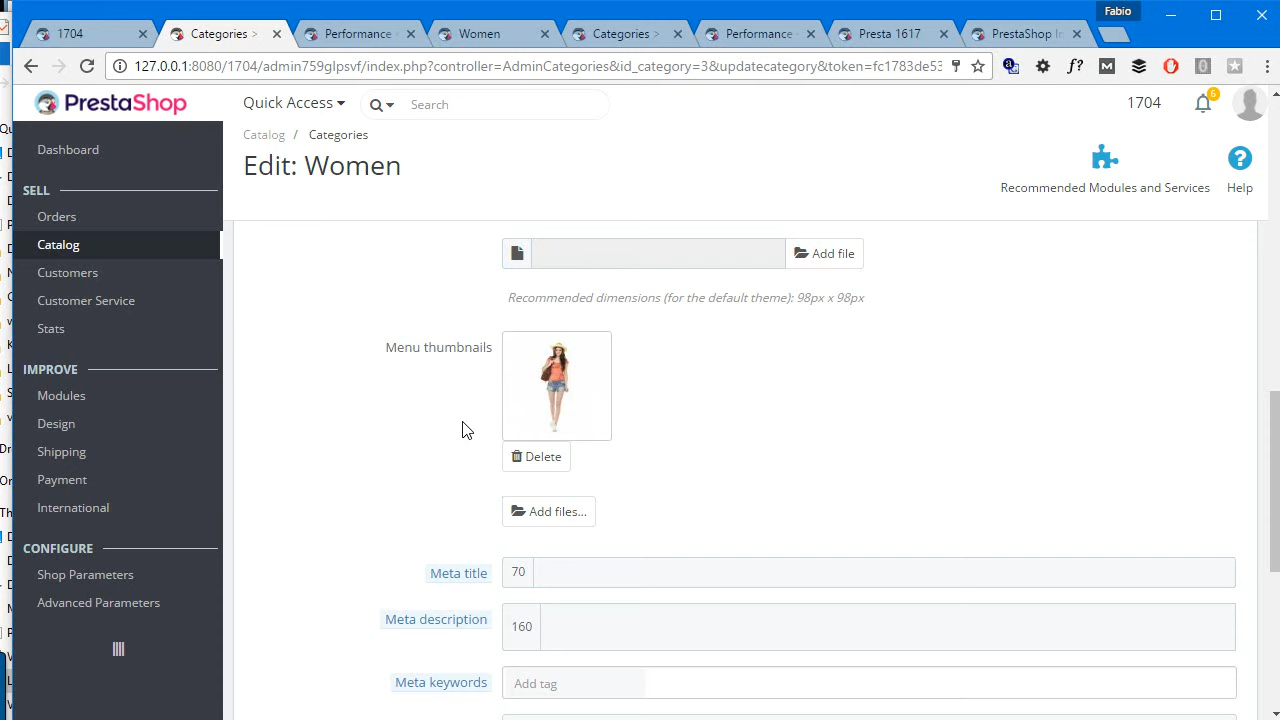 Fabio
1704
Categories >
Performance
Women
Categories >
Performance
Presta 1617
PrestaShop In
127.0.0.1:8080/1704/admin759glpsvf/index.php?controller=AdminCategories&id_category=3&updatecategory&token=fc1783de53
PrestaShop
Quick Access
Search
1704
6
Catalog / Categories
Edit: Women
Recommended Modules and Services
Help
Dashboard
SELL
Orders
Catalog
Customers
Customer Service
Stats
IMPROVE
Modules
Design
Shipping
Payment
International
CONFIGURE
Shop Parameters
Advanced Parameters
Add file
Recommended dimensions (for the default theme): 98px x 98px
Menu thumbnails
Delete
Add files...
Meta title
70
Meta description
160
Meta keywords
Add tag